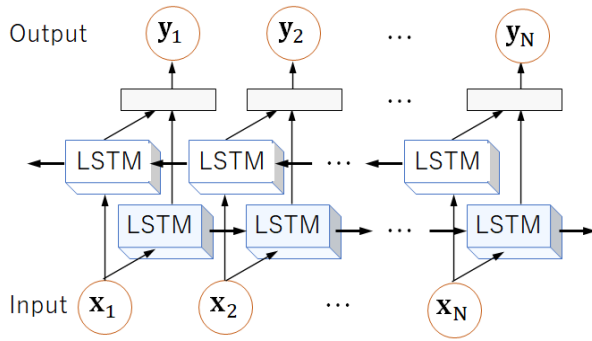 Output y1 y2 ... yN
...
LSTM LSTM ... LSTM
LSTM LSTM ... LSTM
Input x1 x2 ... xN